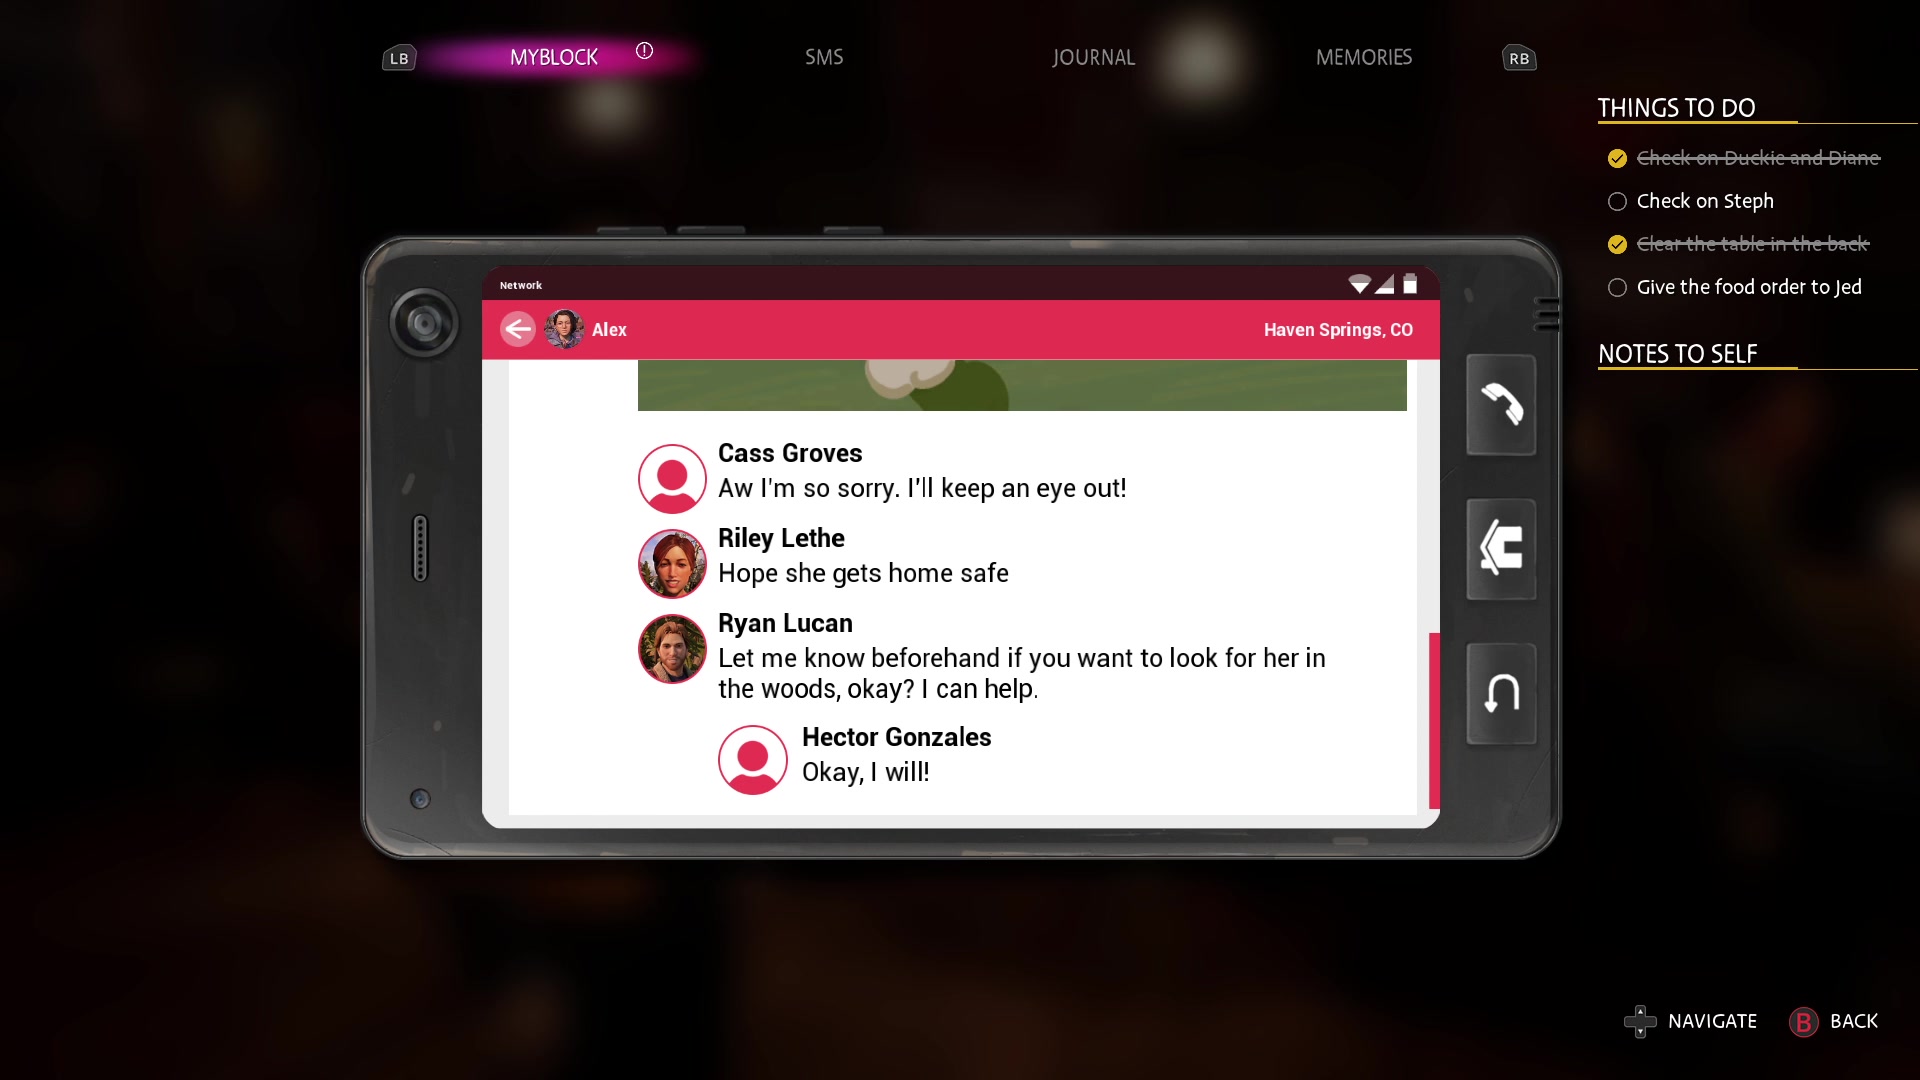 LB
MYBLOCK
SMS
JOURNAL
MEMORIES
RB
THINGS TO DO
Check on Duckie and Diane
Check on Steph
Clear the table in the back
Give the food order to Jed
NOTES TO SELF
Network
Alex
Haven Springs, CO
Cass Groves
Aw I'm so sorry. I'll keep an eye out!
Riley Lethe
Hope she gets home safe
Ryan Lucan
Let me know beforehand if you want to look for her in
the woods, okay? I can help.
Hector Gonzales
Okay, I will!
NAVIGATE
B BACK